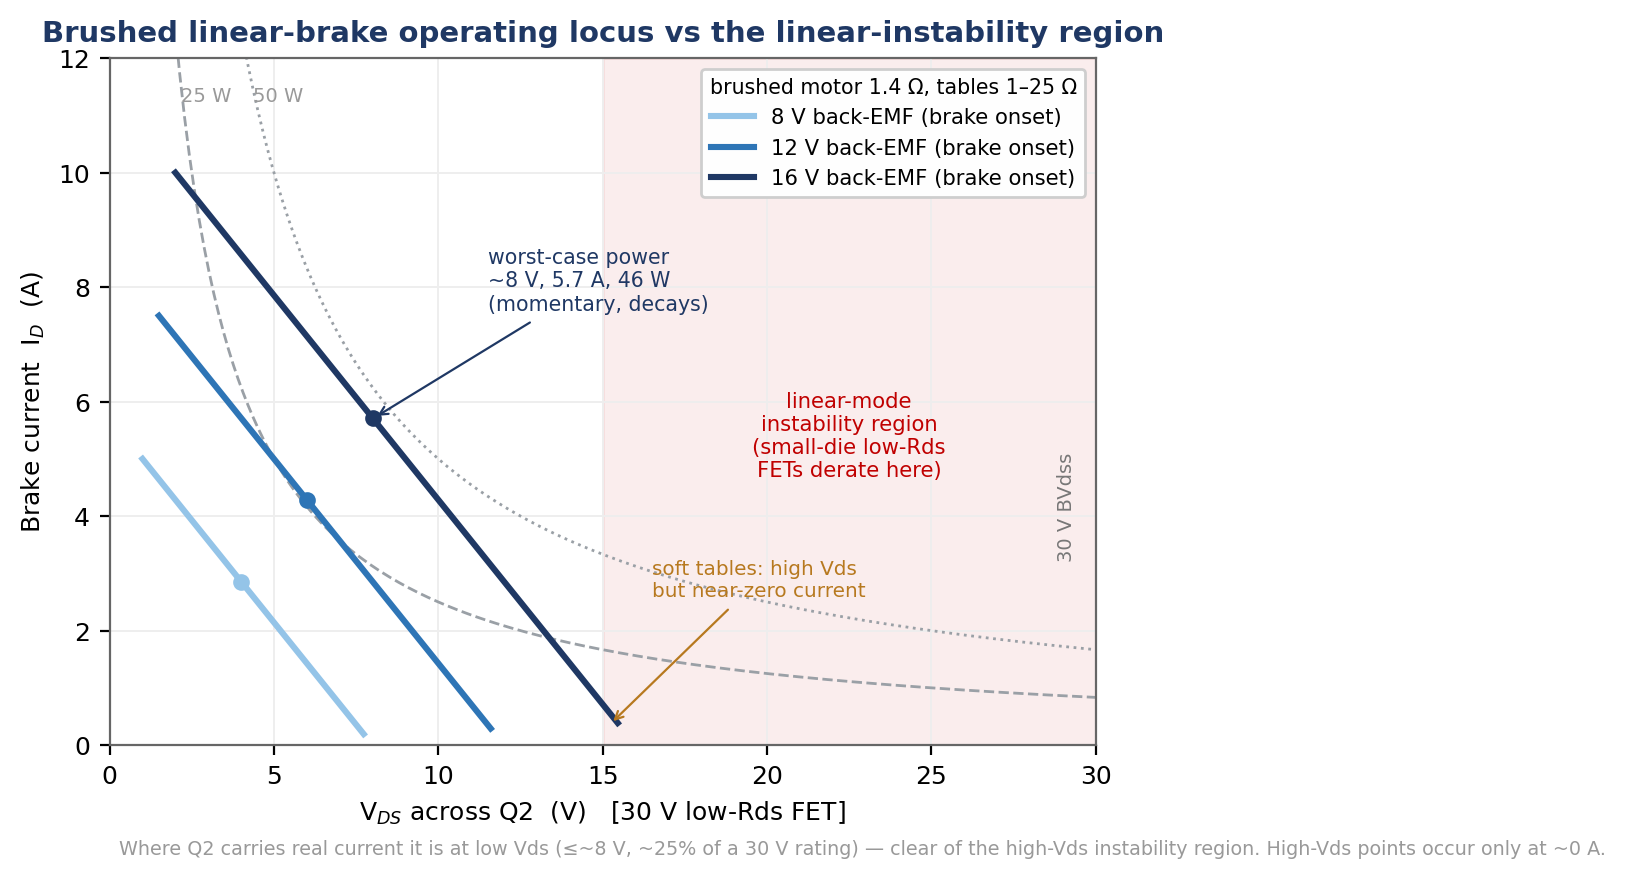 Brushed linear-brake operating locus vs the linear-instability region
12
10
8
6
4
2
0
Brake current I_D (A)
25 W
50 W
brushed motor 1.4 Ω, tables 1–25 Ω
8 V back-EMF (brake onset)
12 V back-EMF (brake onset)
16 V back-EMF (brake onset)
worst-case power
~8 V, 5.7 A, 46 W
(momentary, decays)
linear-mode
instability region
(small-die low-Rds
FETs derate here)
30 V BVdss
soft tables: high Vds
but near-zero current
0
5
10
15
20
25
30
V_DS across Q2 (V) [30 V low-Rds FET]
Where Q2 carries real current it is at low Vds (≤~8 V, ~25% of a 30 V rating) — clear of the high-Vds instability region. High-Vds points occur only at ~0 A.